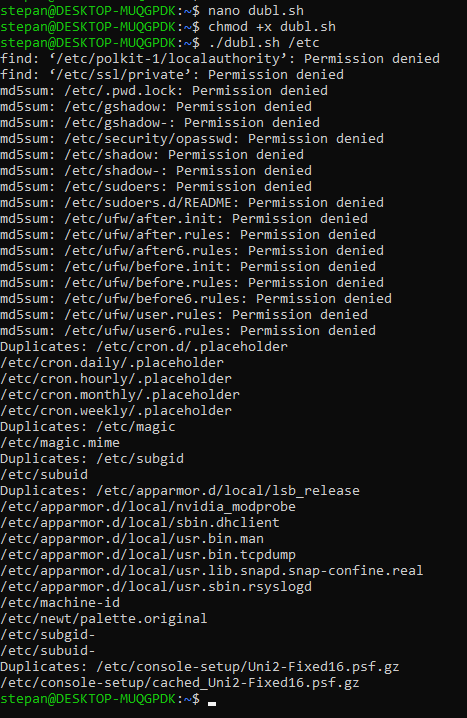 stepan@DESKTOP-MUQGPDK:~$ nano dubl.sh
stepan@DESKTOP-MUQGPDK:~$ chmod +x dubl.sh
stepan@DESKTOP-MUQGPDK:~$ ./dubl.sh /etc
find: ‘/etc/polkit-1/localauthority’: Permission denied
find: ‘/etc/ssl/private’: Permission denied
md5sum: /etc/.pwd.lock: Permission denied
md5sum: /etc/gshadow: Permission denied
md5sum: /etc/gshadow-: Permission denied
md5sum: /etc/security/opasswd: Permission denied
md5sum: /etc/shadow: Permission denied
md5sum: /etc/shadow-: Permission denied
md5sum: /etc/sudoers: Permission denied
md5sum: /etc/sudoers.d/README: Permission denied
md5sum: /etc/ufw/after.init: Permission denied
md5sum: /etc/ufw/after.rules: Permission denied
md5sum: /etc/ufw/after6.rules: Permission denied
md5sum: /etc/ufw/before.init: Permission denied
md5sum: /etc/ufw/before.rules: Permission denied
md5sum: /etc/ufw/before6.rules: Permission denied
md5sum: /etc/ufw/user.rules: Permission denied
md5sum: /etc/ufw/user6.rules: Permission denied
Duplicates: /etc/cron.d/.placeholder
/etc/cron.daily/.placeholder
/etc/cron.hourly/.placeholder
/etc/cron.monthly/.placeholder
/etc/cron.weekly/.placeholder
Duplicates: /etc/magic
/etc/magic.mime
Duplicates: /etc/subgid
/etc/subuid
Duplicates: /etc/apparmor.d/local/lsb_release
/etc/apparmor.d/local/nvidia_modprobe
/etc/apparmor.d/local/sbin.dhclient
/etc/apparmor.d/local/usr.bin.man
/etc/apparmor.d/local/usr.bin.tcpdump
/etc/apparmor.d/local/usr.lib.snapd.snap-confine.real
/etc/apparmor.d/local/usr.sbin.rsyslogd
/etc/machine-id
/etc/newt/palette.original
/etc/subgid-
/etc/subuid-
Duplicates: /etc/console-setup/Uni2-Fixed16.psf.gz
/etc/console-setup/cached_Uni2-Fixed16.psf.gz
stepan@DESKTOP-MUQGPDK:~$